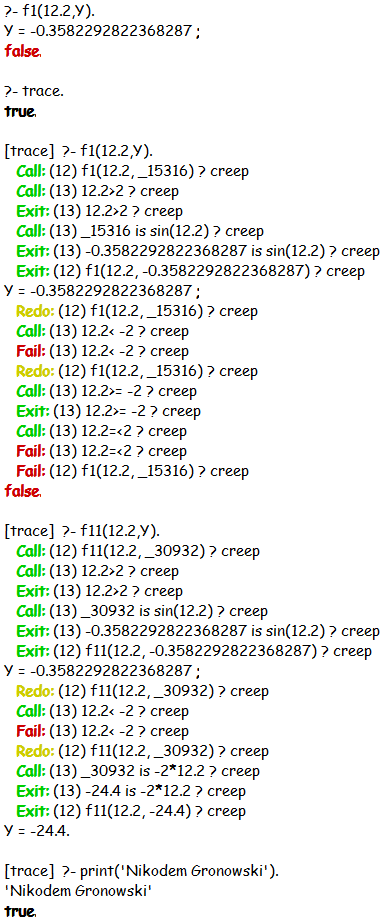 ?- f1(12.2,Y).
Y = -0.3582292822368287 ;
false.

?- trace.
true.

[trace]  ?- f1(12.2,Y).
   Call: (12) f1(12.2, _15316) ? creep
   Call: (13) 12.2>2 ? creep
   Exit: (13) 12.2>2 ? creep
   Call: (13) _15316 is sin(12.2) ? creep
   Exit: (13) -0.3582292822368287 is sin(12.2) ? creep
   Exit: (12) f1(12.2, -0.3582292822368287) ? creep
Y = -0.3582292822368287 ;
   Redo: (12) f1(12.2, _15316) ? creep
   Call: (13) 12.2< -2 ? creep
   Fail: (13) 12.2< -2 ? creep
   Redo: (12) f1(12.2, _15316) ? creep
   Call: (13) 12.2>= -2 ? creep
   Exit: (13) 12.2>= -2 ? creep
   Call: (13) 12.2=<2 ? creep
   Fail: (13) 12.2=<2 ? creep
   Fail: (12) f1(12.2, _15316) ? creep
false.

[trace]  ?- f11(12.2,Y).
   Call: (12) f11(12.2, _30932) ? creep
   Call: (13) 12.2>2 ? creep
   Exit: (13) 12.2>2 ? creep
   Call: (13) _30932 is sin(12.2) ? creep
   Exit: (13) -0.3582292822368287 is sin(12.2) ? creep
   Exit: (12) f11(12.2, -0.3582292822368287) ? creep
Y = -0.3582292822368287 ;
   Redo: (12) f11(12.2, _30932) ? creep
   Call: (13) 12.2< -2 ? creep
   Fail: (13) 12.2< -2 ? creep
   Redo: (12) f11(12.2, _30932) ? creep
   Call: (13) _30932 is -2*12.2 ? creep
   Exit: (13) -24.4 is -2*12.2 ? creep
   Exit: (12) f11(12.2, -24.4) ? creep
Y = -24.4.

[trace]  ?- print('Nikodem Gronowski').
'Nikodem Gronowski'
true.